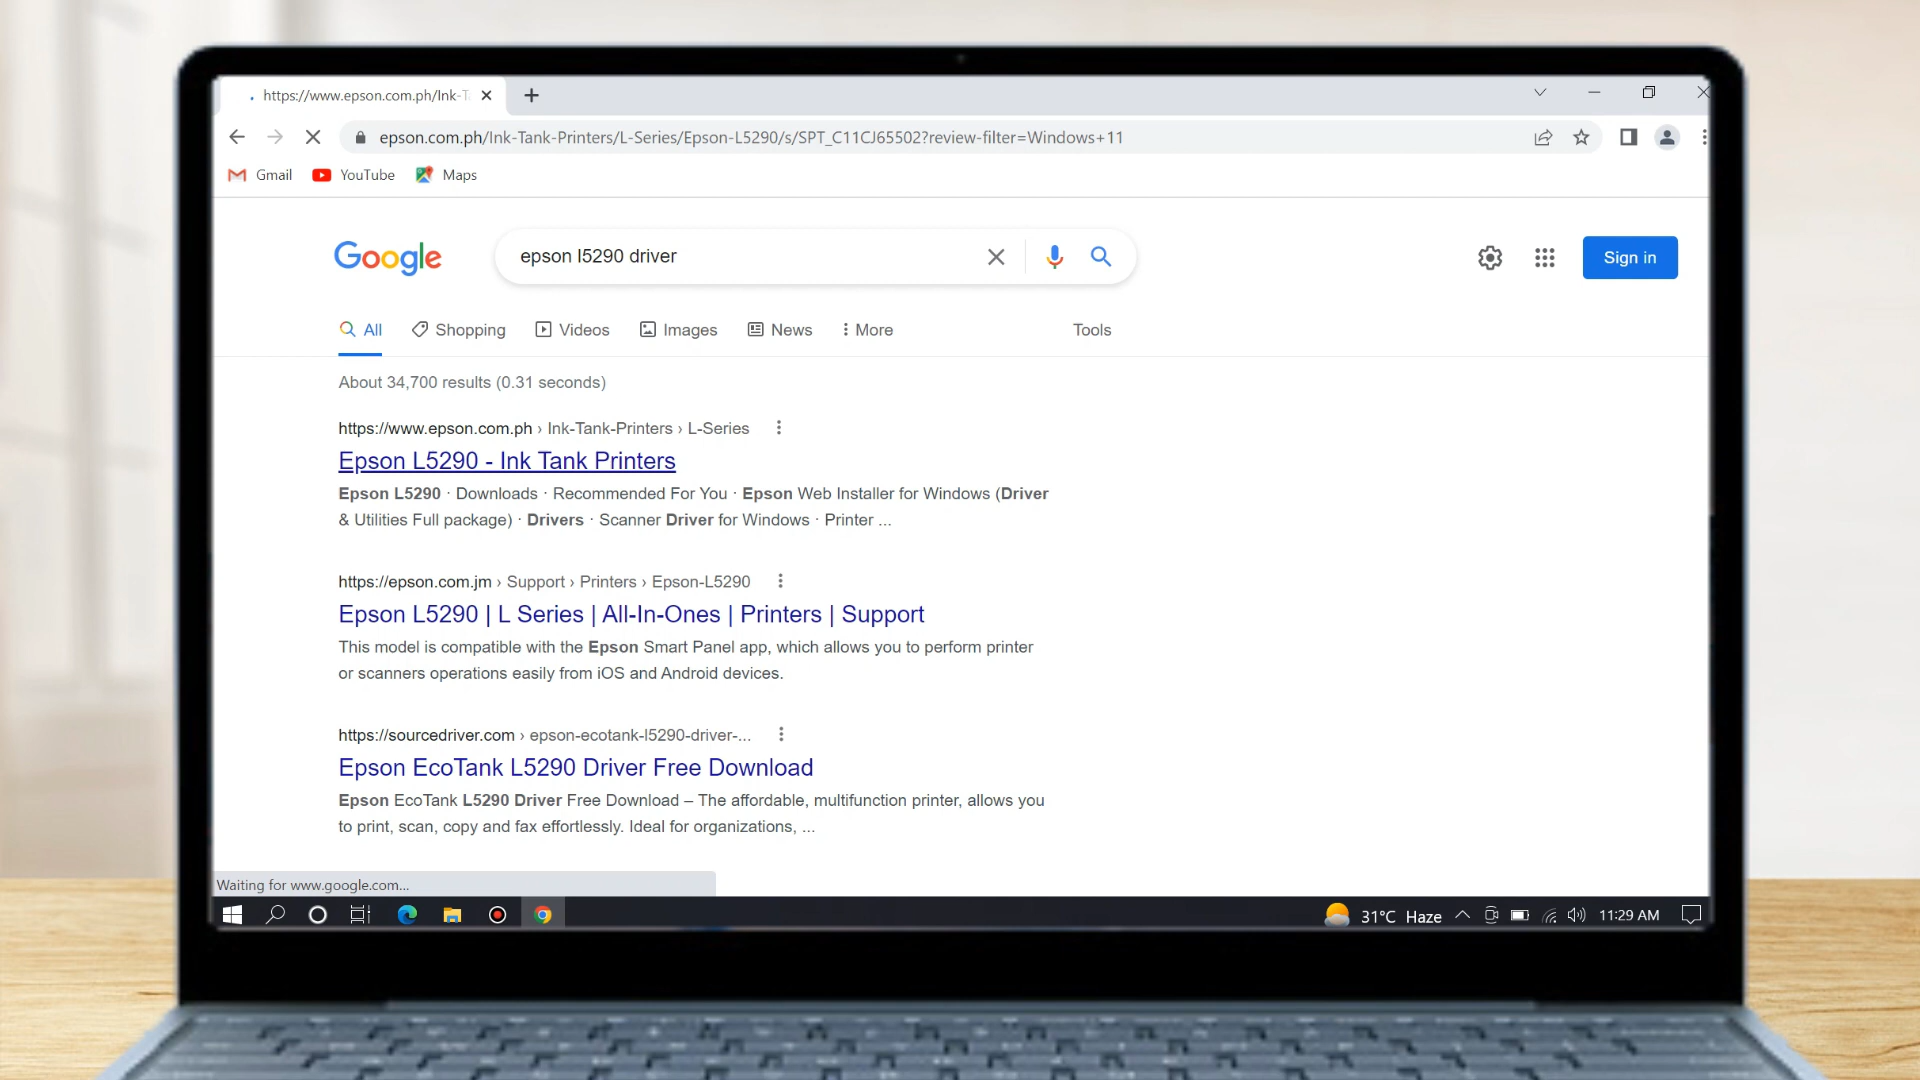 https://www.epson.com.ph/Ink-T
epson.com.ph/Ink-Tank-Printers/L-Series/Epson-L5290/s/SPT_C11CJ65502?review-filter=Windows+11
Gmail YouTube Maps
Google epson l5290 driver Sign in
All Shopping Videos Images News More Tools
About 34,700 results (0.31 seconds)
https://www.epson.com.ph › Ink-Tank-Printers › L-Series
Epson L5290 - Ink Tank Printers
Epson L5290 · Downloads · Recommended For You · Epson Web Installer for Windows (Driver
& Utilities Full package) · Drivers · Scanner Driver for Windows · Printer ...
https://epson.com.jm › Support › Printers › Epson-L5290
Epson L5290 | L Series | All-In-Ones | Printers | Support
This model is compatible with the Epson Smart Panel app, which allows you to perform printer
or scanners operations easily from iOS and Android devices.
https://sourcedriver.com › epson-ecotank-l5290-driver-...
Epson EcoTank L5290 Driver Free Download
Epson EcoTank L5290 Driver Free Download – The affordable, multifunction printer, allows you
to print, scan, copy and fax effortlessly. Ideal for organizations, ...
Waiting for www.google.com...
31°C Haze 11:29 AM